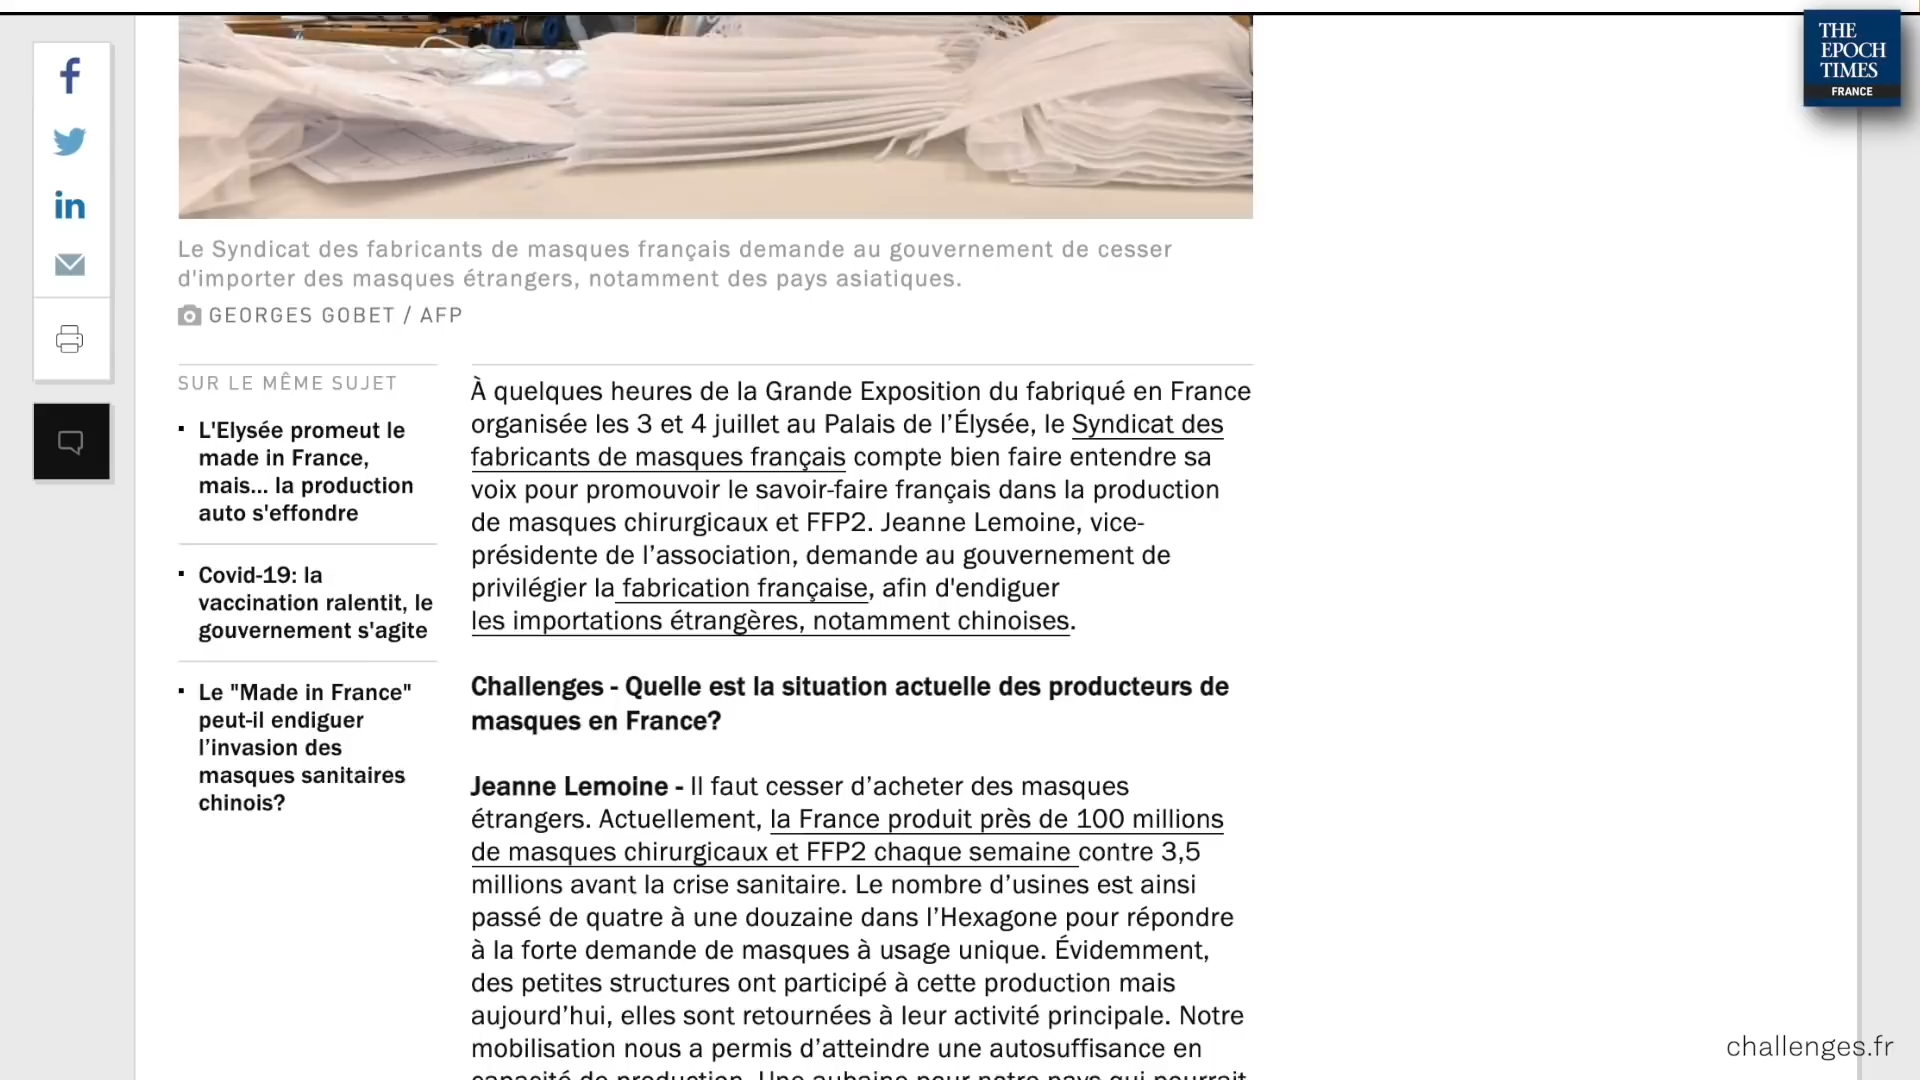 THE
EPOCH
TIMES
FRANCE
Le Syndicat des fabricants de masques français demande au gouvernement de cesser
d'importer des masques étrangers, notamment des pays asiatiques.
GEORGES GOBET / AFP
SUR LE MÊME SUJET
L'Elysée promeut le
made in France,
mais... la production
auto s'effondre
Covid-19: la
vaccination ralentit, le
gouvernement s'agite
Le "Made in France"
peut-il endiguer
l’invasion des
masques sanitaires
chinois?
À quelques heures de la Grande Exposition du fabriqué en France
organisée les 3 et 4 juillet au Palais de l’Élysée, le Syndicat des
fabricants de masques français compte bien faire entendre sa
voix pour promouvoir le savoir-faire français dans la production
de masques chirurgicaux et FFP2. Jeanne Lemoine, vice-
présidente de l’association, demande au gouvernement de
privilégier la fabrication française, afin d'endiguer
les importations étrangères, notamment chinoises.
Challenges - Quelle est la situation actuelle des producteurs de
masques en France?
Jeanne Lemoine - Il faut cesser d’acheter des masques
étrangers. Actuellement, la France produit près de 100 millions
de masques chirurgicaux et FFP2 chaque semaine contre 3,5
millions avant la crise sanitaire. Le nombre d’usines est ainsi
passé de quatre à une douzaine dans l’Hexagone pour répondre
à la forte demande de masques à usage unique. Évidemment,
des petites structures ont participé à cette production mais
aujourd’hui, elles sont retournées à leur activité principale. Notre
mobilisation nous a permis d’atteindre une autosuffisance en
capacité de production. Une aubaine pour notre pays qui pourrait
challenges.fr